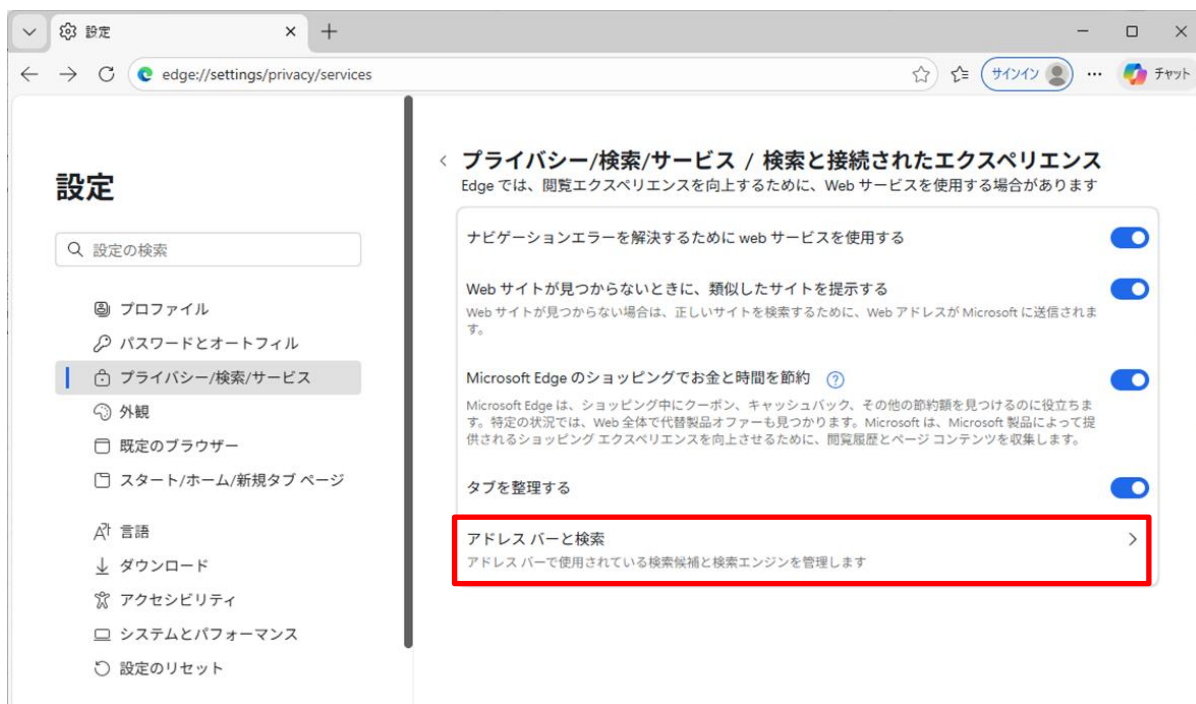 設定
edge://settings/privacy/services
サインイン
チャット
設定
設定の検索
プロファイル
パスワードとオートフィル
プライバシー/検索/サービス
外観
既定のブラウザー
スタート/ホーム/新規タブ ページ
言語
ダウンロード
アクセシビリティ
システムとパフォーマンス
設定のリセット
プライバシー/検索/サービス / 検索と接続されたエクスペリエンス
Edge では、閲覧エクスペリエンスを向上するために、Web サービスを使用する場合があります
ナビゲーションエラーを解決するために web サービスを使用する
Web サイトが見つからないときに、類似したサイトを提示する
Web サイトが見つからない場合は、正しいサイトを検索するために、Web アドレスが Microsoft に送信されま
す。
Microsoft Edge のショッピングでお金と時間を節約
Microsoft Edge は、ショッピング中にクーポン、キャッシュバック、その他の節約額を見つけるのに役立ちま
す。特定の状況では、Web 全体で代替製品オファーも見つかります。Microsoft は、Microsoft 製品によって提
供されるショッピング エクスペリエンスを向上させるために、閲覧履歴とページ コンテンツを収集します。
タブを整理する
アドレス バーと検索
アドレス バーで使用されている検索候補と検索エンジンを管理します